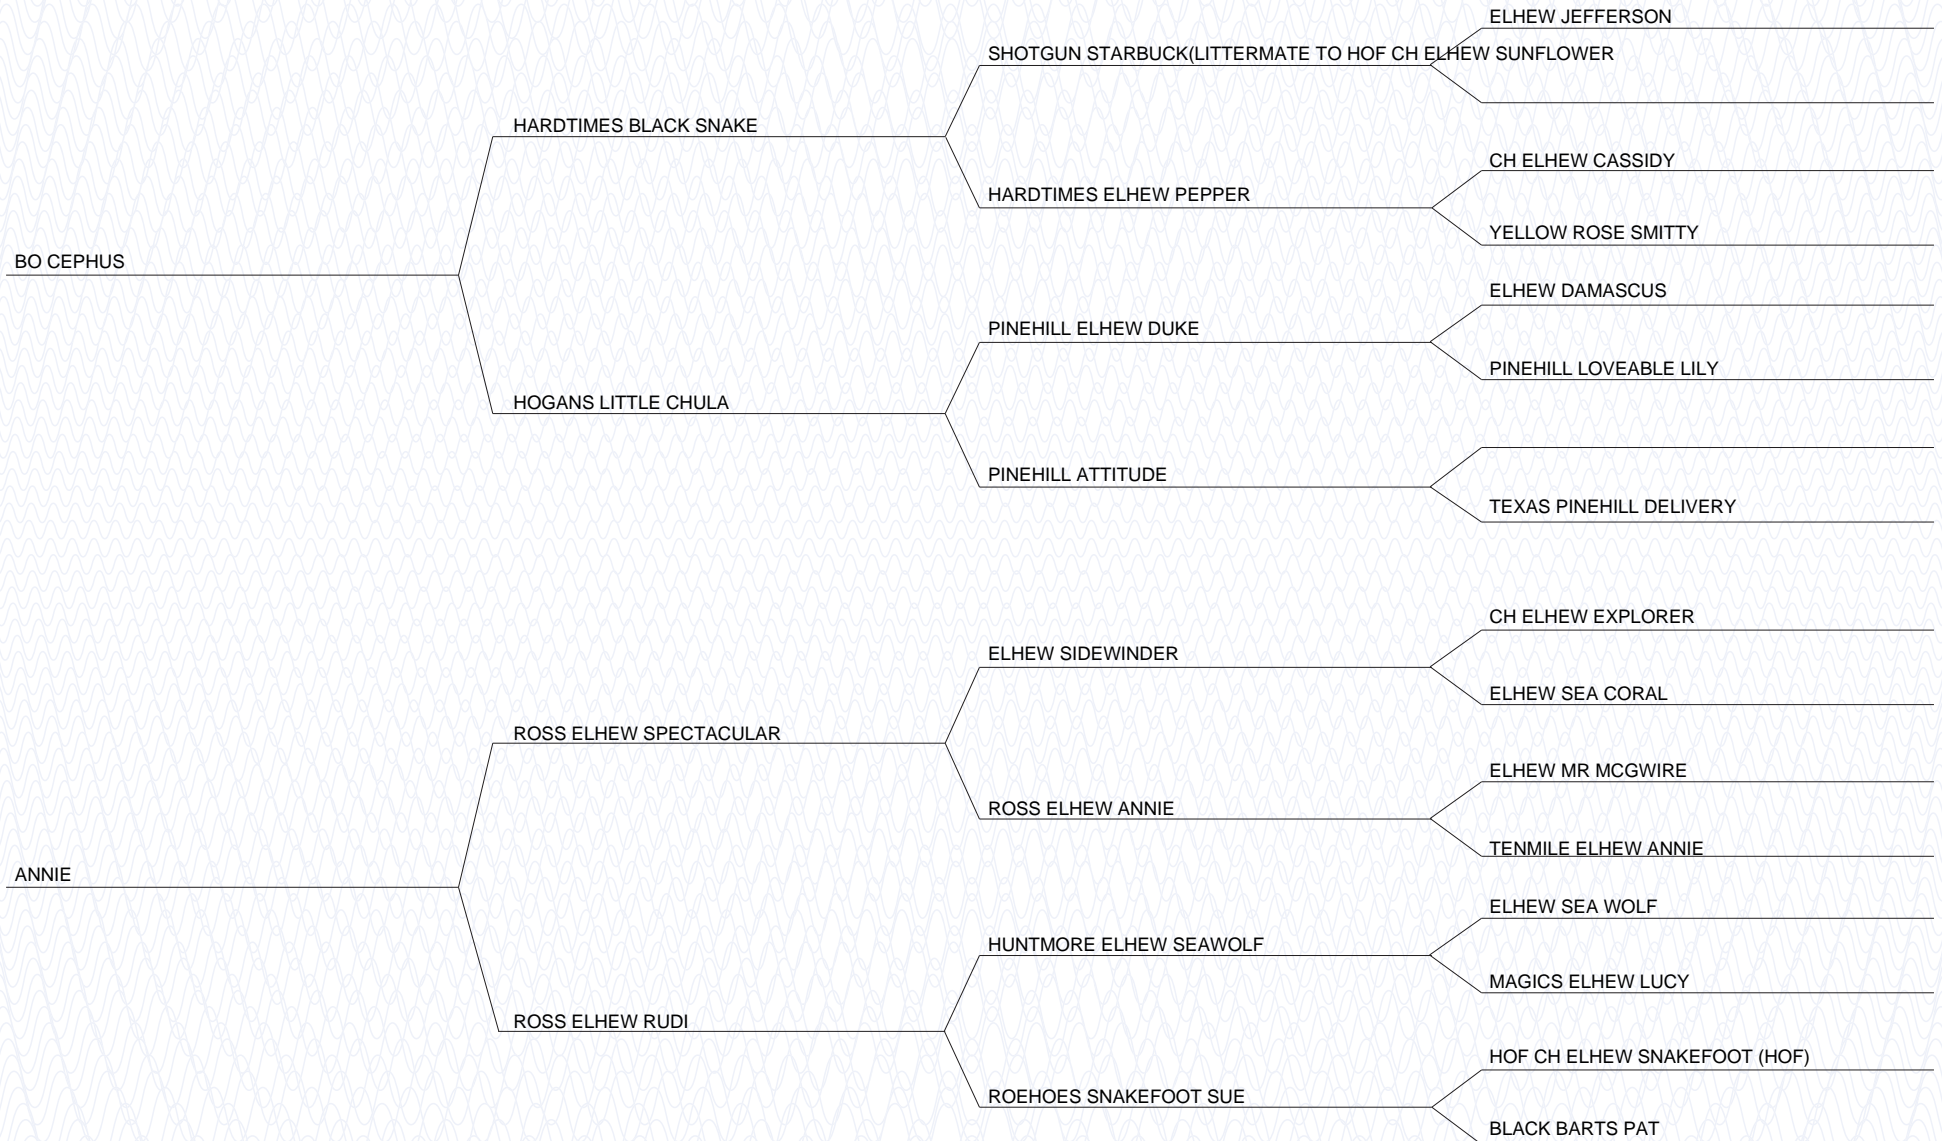 ELHEW JEFFERSON
SHOTGUN STARBUCK(LITTERMATE TO HOF CH ELHEW SUNFLOWER
HARDTIMES BLACK SNAKE
CH ELHEW CASSIDY
HARDTIMES ELHEW PEPPER
YELLOW ROSE SMITTY
BO CEPHUS
ELHEW DAMASCUS
PINEHILL ELHEW DUKE
PINEHILL LOVEABLE LILY
HOGANS LITTLE CHULA
PINEHILL ATTITUDE
TEXAS PINEHILL DELIVERY
CH ELHEW EXPLORER
ELHEW SIDEWINDER
ELHEW SEA CORAL
ROSS ELHEW SPECTACULAR
ELHEW MR MCGWIRE
ROSS ELHEW ANNIE
TENMILE ELHEW ANNIE
ANNIE
ELHEW SEA WOLF
HUNTMORE ELHEW SEAWOLF
MAGICS ELHEW LUCY
ROSS ELHEW RUDI
HOF CH ELHEW SNAKEFOOT (HOF)
ROEHOES SNAKEFOOT SUE
BLACK BARTS PAT